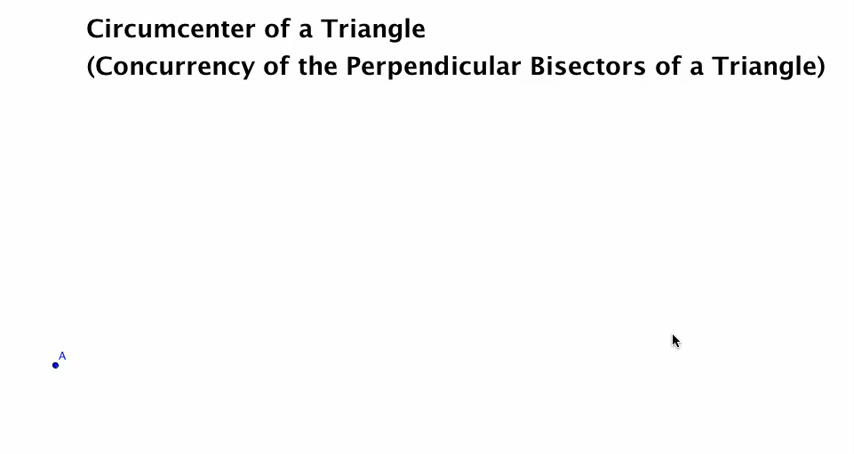 Circumcenter of a Triangle
(Concurrency of the Perpendicular Bisectors of a Triangle)
A